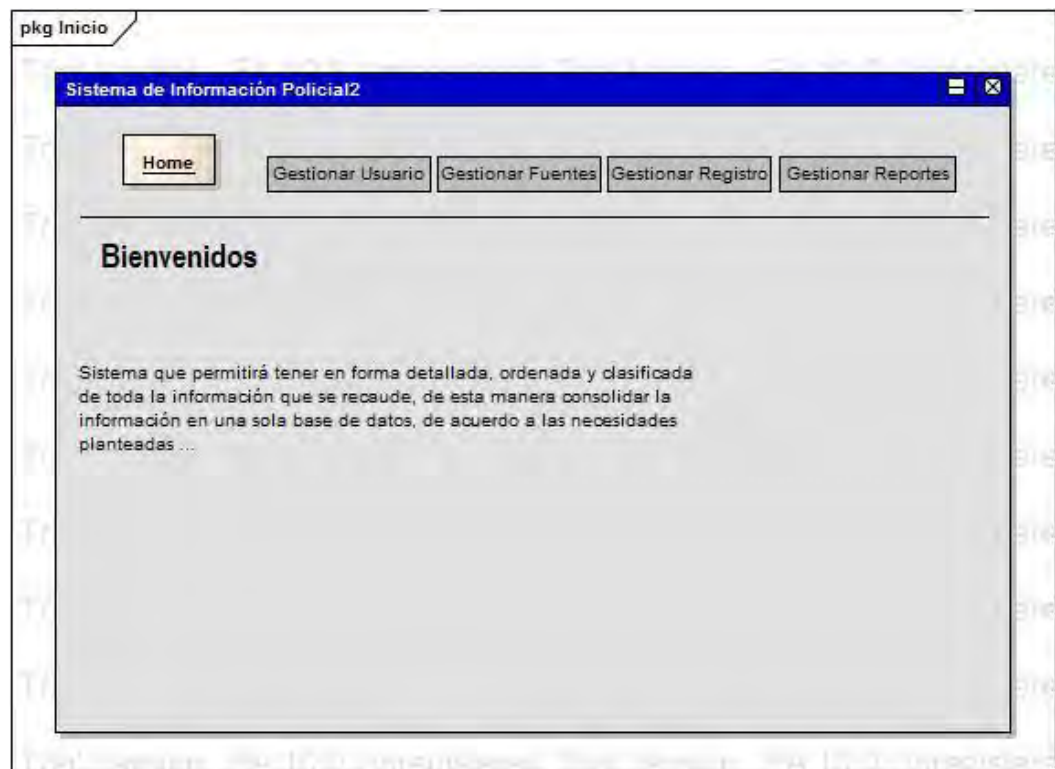 pkg Inicio
Sistema de Información Policial2
Home
Gestionar Usuario
Gestionar Fuentes
Gestionar Registro
Gestionar Reportes
Bienvenidos
Sistema que permitirá tener en forma detallada, ordenada y clasificada
de toda la información que se recaude, de esta manera consolidar la
información en una sola base de datos, de acuerdo a las necesidades
planteadas ...